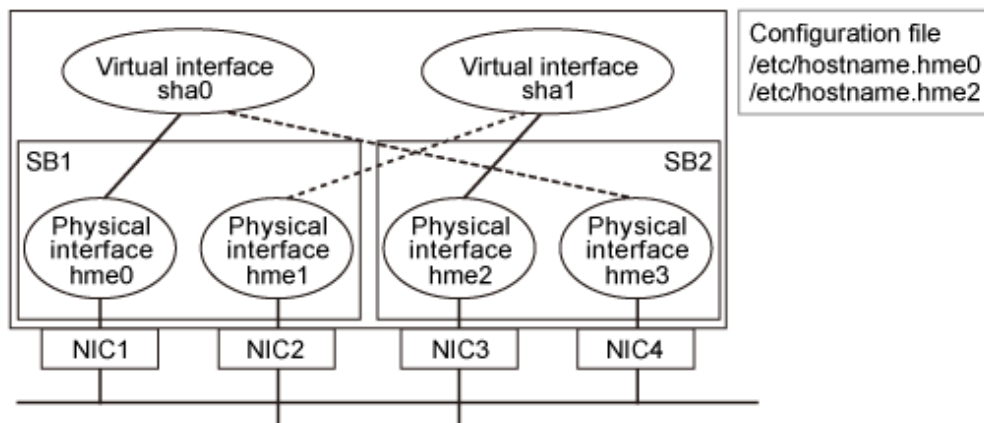 Virtual interface
sha0
Virtual interface
sha1
Configuration file
/etc/hostname.hme0
/etc/hostname.hme2
SB1
SB2
Physical
interface
hme0
Physical
interface
hme1
Physical
interface
hme2
Physical
interface
hme3
NIC1
NIC2
NIC3
NIC4